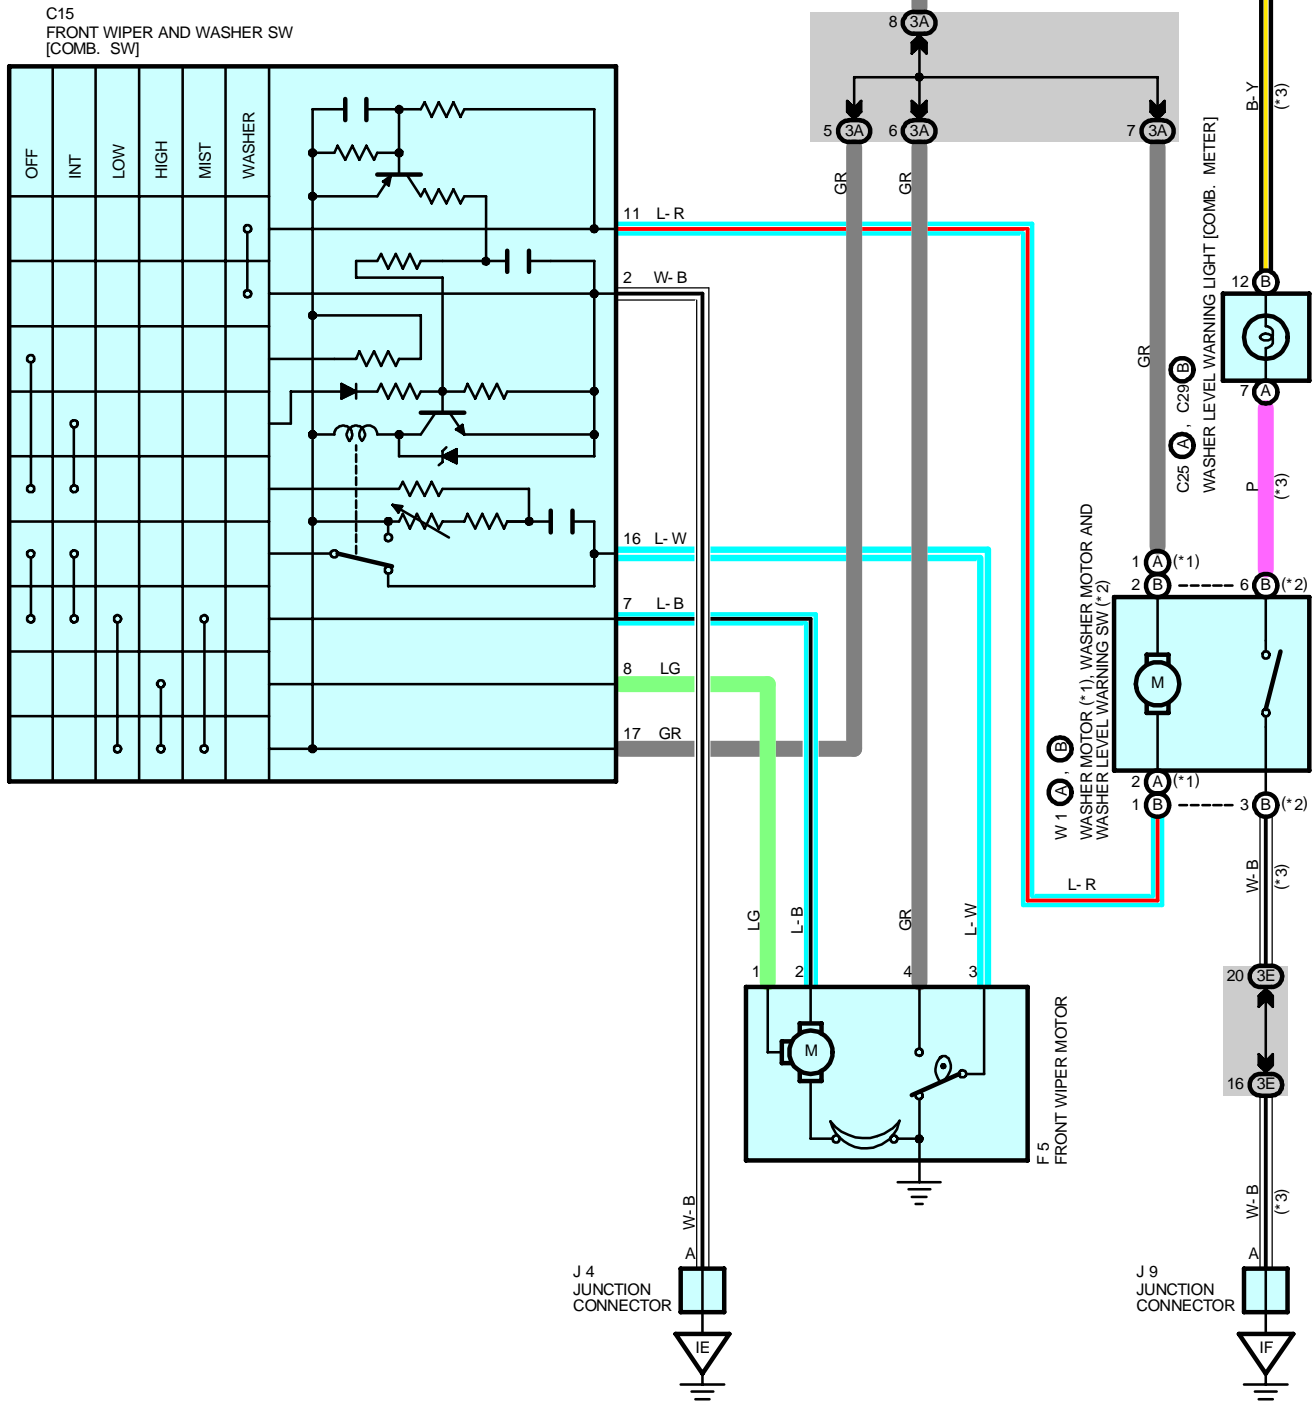 C15
FRONT WIPER AND WASHER SW
[COMB. SW]
OFF
INT
LOW
HIGH
MIST
WASHER
8 3A
5 3A
6 3A
7 3A
GR
GR
GR
B-Y
(*3)
11 L-R
2 W-B
16 L-W
7 L-B
8 LG
17 GR
12 B
7 A
C25 A , C29 B
WASHER LEVEL WARNING LIGHT [COMB. METER]
P
(*3)
1 A (*1)
2 B
6 B (*2)
M
2 A (*1)
1 B
3 B (*2)
W 1 A , B
WASHER MOTOR (*1), WASHER MOTOR AND
WASHER LEVEL WARNING SW (*2)
L-R
W-B
(*3)
LG
L-B
GR
L-W
1
2
4
3
M
F 5
FRONT WIPER MOTOR
20 3E
16 3E
W-B
(*3)
W-B
A
J 4
JUNCTION
CONNECTOR
IE
A
J 9
JUNCTION
CONNECTOR
IF